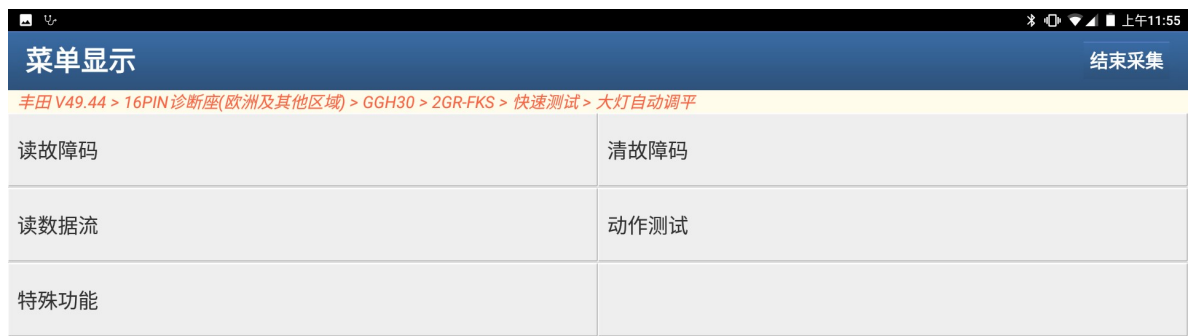 上午11:55
菜单显示
结束采集
丰田 V49.44 > 16PIN诊断座(欧洲及其他区域) > GGH30 > 2GR-FKS > 快速测试 > 大灯自动调平
读故障码
清故障码
读数据流
动作测试
特殊功能